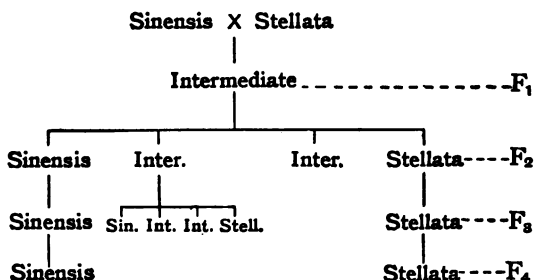 Sinensis X Stellata
Intermediate F₁
Sinensis Inter. Inter. Stellata F₂
Sinensis Sin. Int. Int. Stell. Stellata F₃
Sinensis Stellata F₄